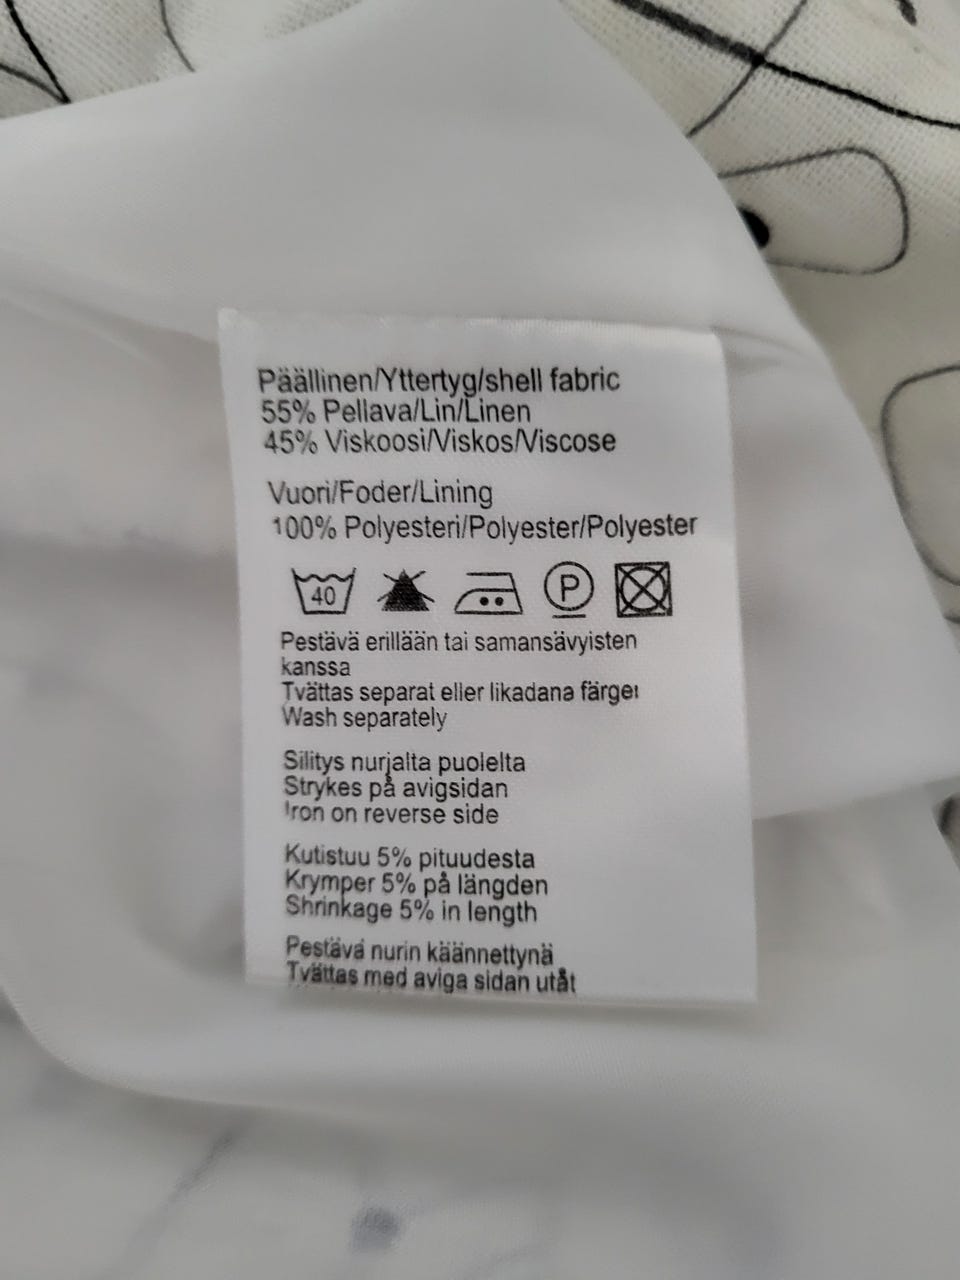 Päällinen/Yttertyg/shell fabric
55% Pellava/Lin/Linen
45% Viskoosi/Viskos/Viscose
Vuori/Foder/Lining
100% Polyesteri/Polyester/Polyester
40 P
Pestävä erillään tai samansävyisten
kanssa
Tvättas separat eller likadana färger
Wash separately
Silitys nurjalta puolelta
Strykes på avigsidan
Iron on reverse side
Kutistuu 5% pituudesta
Krymper 5% på längden
Shrinkage 5% in length
Pestävä nurin käännettynä
Tvättas med aviga sidan utåt